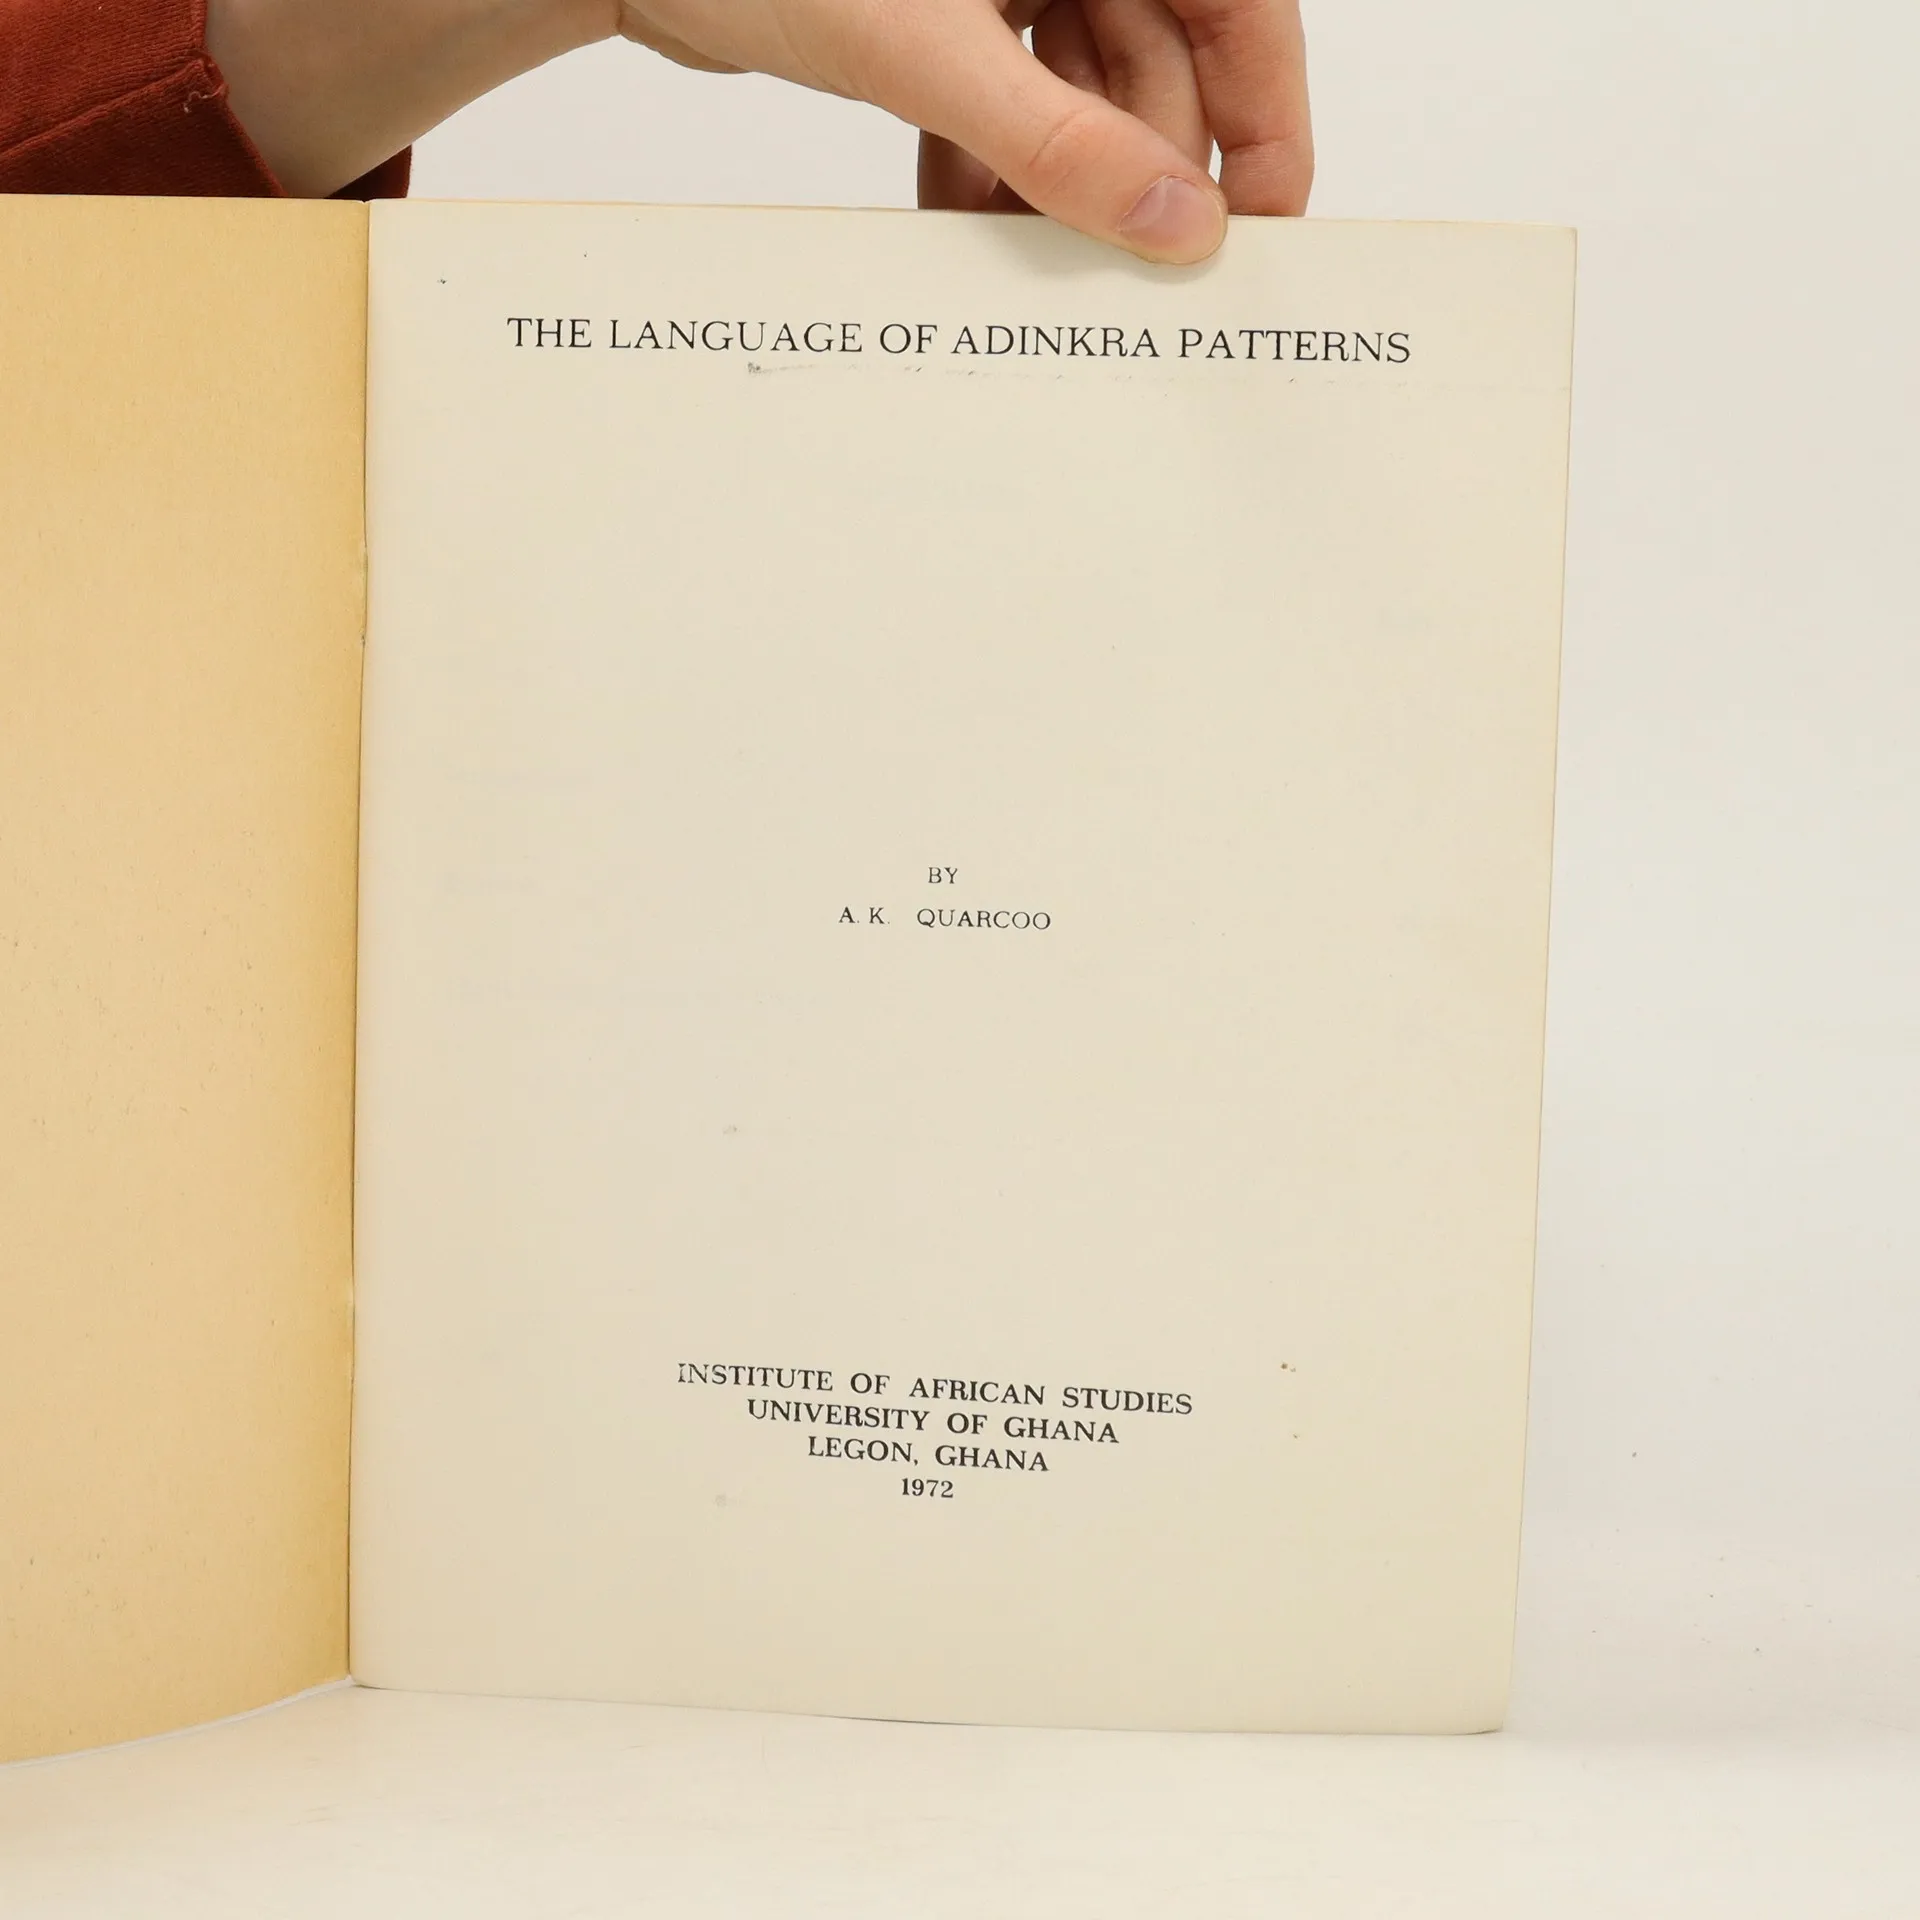 THE LANGUAGE OF ADINKRA PATTERNS
BY
A. K. QUARCOO
INSTITUTE OF AFRICAN STUDIES
UNIVERSITY OF GHANA
LEGON, GHANA
1972